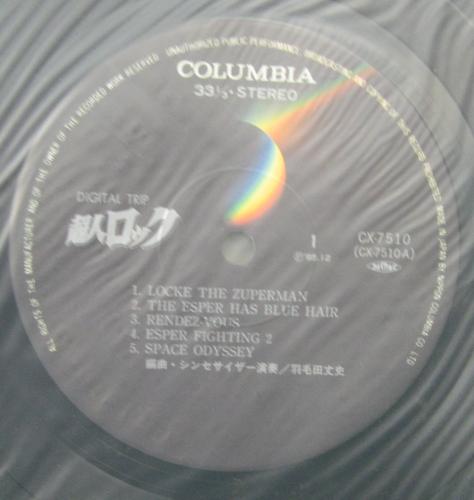 ALL RIGHTS OF THE MANUFACTURER AND OF THE OWNER OF THE RECORDED WORK RESERVED UNAUTHORIZED PUBLIC PERFORMANCE, BROADCASTING AND COPYING OF THIS RECORD PROHIBITED MADE IN JAPAN BY NIPPON COLUMBIA CO. LTD.
COLUMBIA
33⅓・STEREO
DIGITAL TRIP
超人ロック
1
CX-7510
(CX-7510A)
Ⓟ'85.12
1. LOCKE THE ZUPERMAN
2. THE ESPER HAS BLUE HAIR
3. RENDEZ-VOUS
4. ESPER FIGHTING 2
5. SPACE ODYSSEY
編曲・シンセサイザー演奏/羽毛田丈史